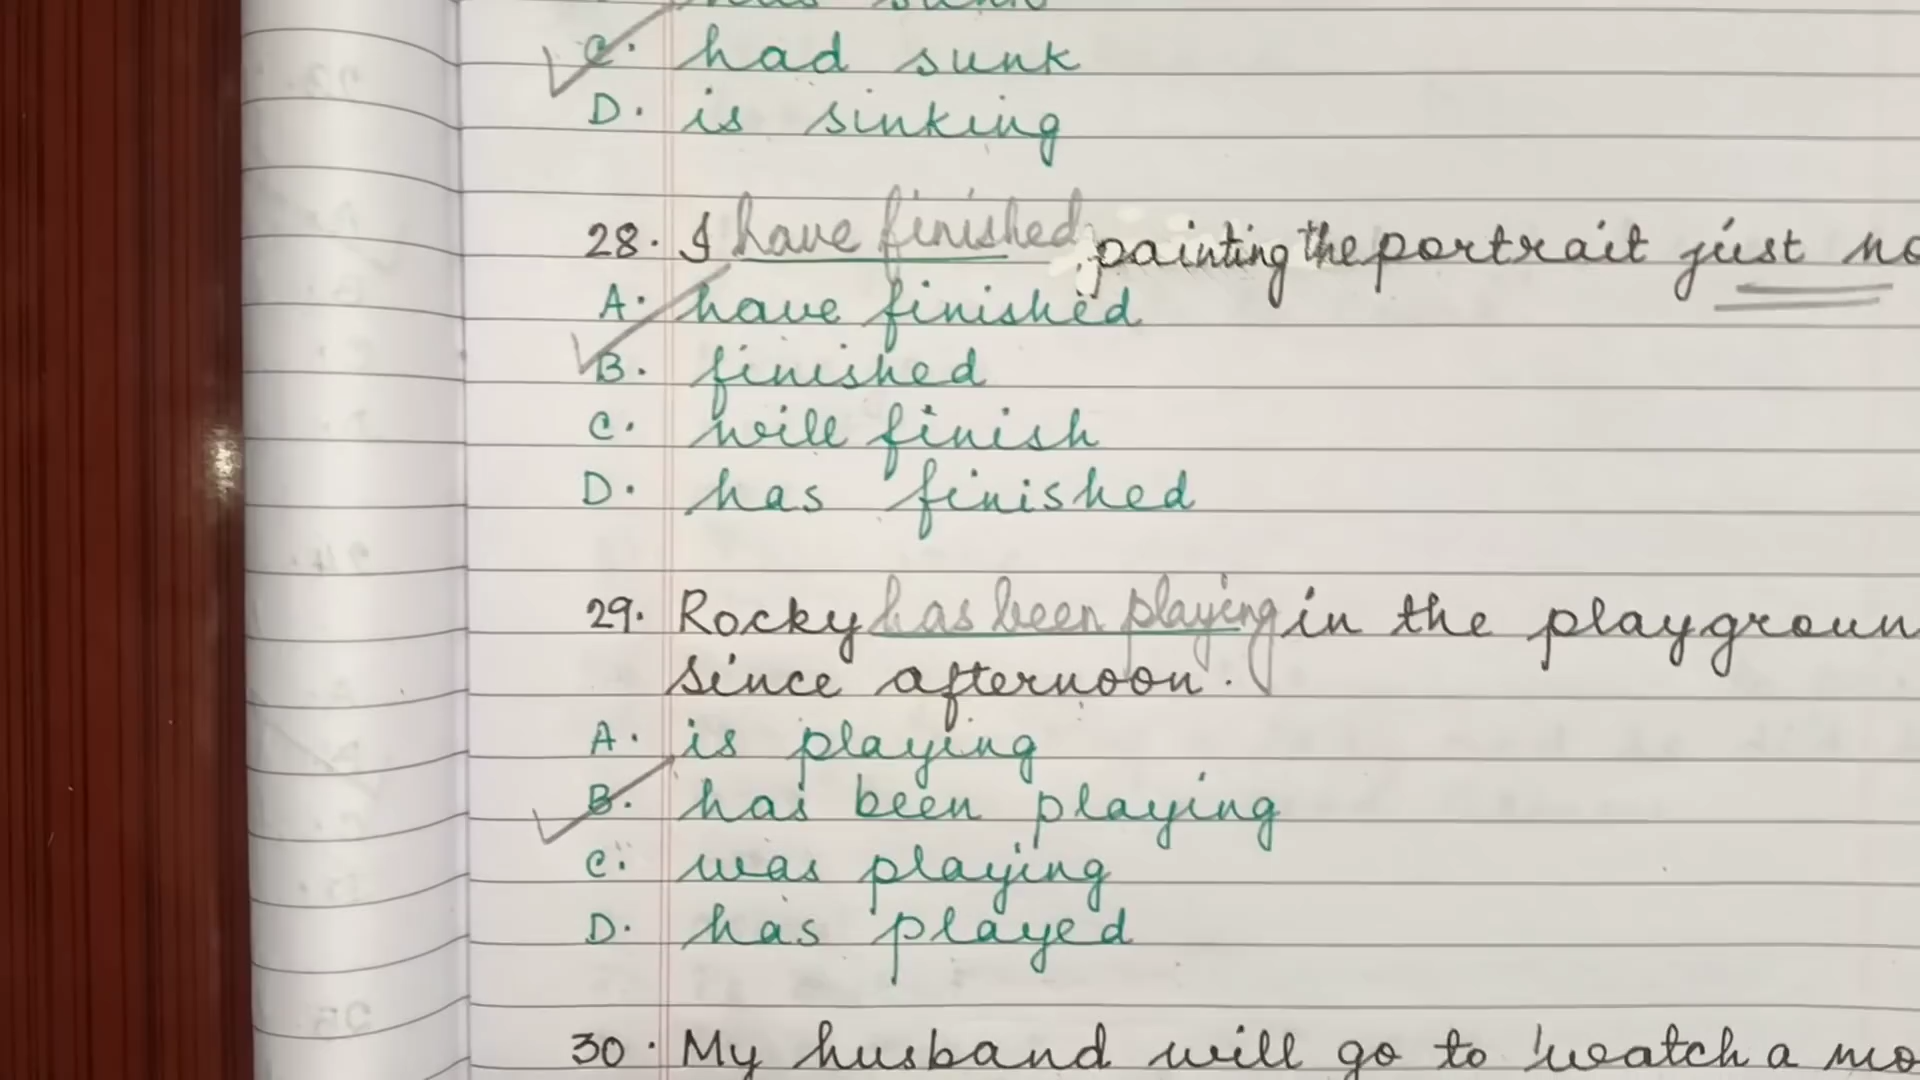 C. had sunk
D. is sinking
28. I have finished painting the portrait just
A. have finished
B. finished
C. will finish
D. has finished
29. Rocky has been playing in the
since afternoon.
A. is playing
B. has been playing
C. was playing
D. has played
30. My husband will go to watch a